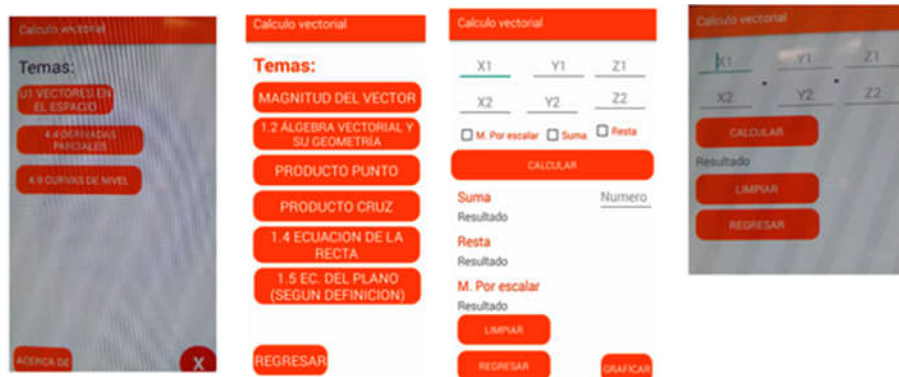 Calculo vectorial
Temas:
U1 VECTORES EN
EL ESPACIO
4.4 DERIVADAS
PARCIALES
4.9 CURVAS DE NIVEL
ACERCA DE
X
Calculo vectorial
Temas:
MAGNITUD DEL VECTOR
1.2 ÁLGEBRA VECTORIAL Y
SU GEOMETRÍA
PRODUCTO PUNTO
PRODUCTO CRUZ
1.4 ECUACION DE LA
RECTA
1.5 EC. DEL PLANO
(SEGUN DEFINICION)
REGRESAR
Calculo vectorial
X1 Y1 Z1
X2 Y2 Z2
M. Por escalar Suma Resta
CALCULAR
Suma Numero
Resultado
Resta
Resultado
M. Por escalar
Resultado
LIMPIAR
REGRESAR GRAFICAR
Calculo vectorial
X1 Y1 Z1
X2 Y2 Z2
CALCULAR
Resultado
LIMPIAR
REGRESAR